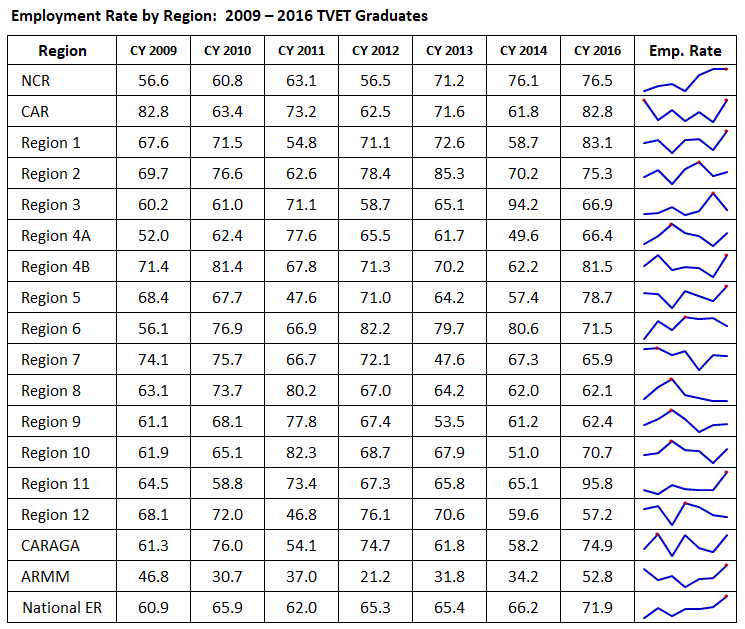 Employment Rate by Region: 2009 – 2016 TVET Graduates
Region CY 2009 CY 2010 CY 2011 CY 2012 CY 2013 CY 2014 CY 2016 Emp. Rate
NCR 56.6 60.8 63.1 56.5 71.2 76.1 76.5
CAR 82.8 63.4 73.2 62.5 71.6 61.8 82.8
Region 1 67.6 71.5 54.8 71.1 72.6 58.7 83.1
Region 2 69.7 76.6 62.6 78.4 85.3 70.2 75.3
Region 3 60.2 61.0 71.1 58.7 65.1 94.2 66.9
Region 4A 52.0 62.4 77.6 65.5 61.7 49.6 66.4
Region 4B 71.4 81.4 67.8 71.3 70.2 62.2 81.5
Region 5 68.4 67.7 47.6 71.0 64.2 57.4 78.7
Region 6 56.1 76.9 66.9 82.2 79.7 80.6 71.5
Region 7 74.1 75.7 66.7 72.1 47.6 67.3 65.9
Region 8 63.1 73.7 80.2 67.0 64.2 62.0 62.1
Region 9 61.1 68.1 77.8 67.4 53.5 61.2 62.4
Region 10 61.9 65.1 82.3 68.7 67.9 51.0 70.7
Region 11 64.5 58.8 73.4 67.3 65.8 65.1 95.8
Region 12 68.1 72.0 46.8 76.1 70.6 59.6 57.2
CARAGA 61.3 76.0 54.1 74.7 61.8 58.2 74.9
ARMM 46.8 30.7 37.0 21.2 31.8 34.2 52.8
National ER 60.9 65.9 62.0 65.3 65.4 66.2 71.9